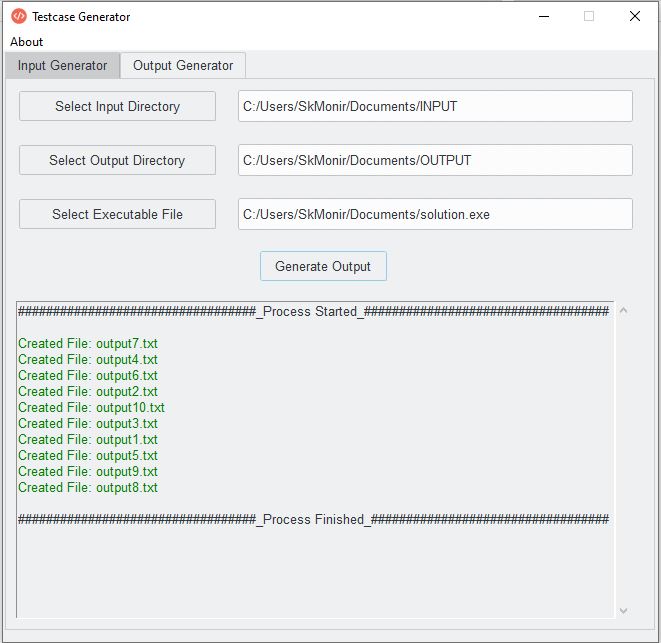 Testcase Generator
About
Input Generator Output Generator
Select Input Directory C:/Users/SkMonir/Documents/INPUT
Select Output Directory C:/Users/SkMonir/Documents/OUTPUT
Select Executable File C:/Users/SkMonir/Documents/solution.exe
Generate Output
##################################_Process Started_###################################
Created File: output7.txt
Created File: output4.txt
Created File: output6.txt
Created File: output2.txt
Created File: output10.txt
Created File: output3.txt
Created File: output1.txt
Created File: output5.txt
Created File: output9.txt
Created File: output8.txt
##################################_Process Finished_##################################